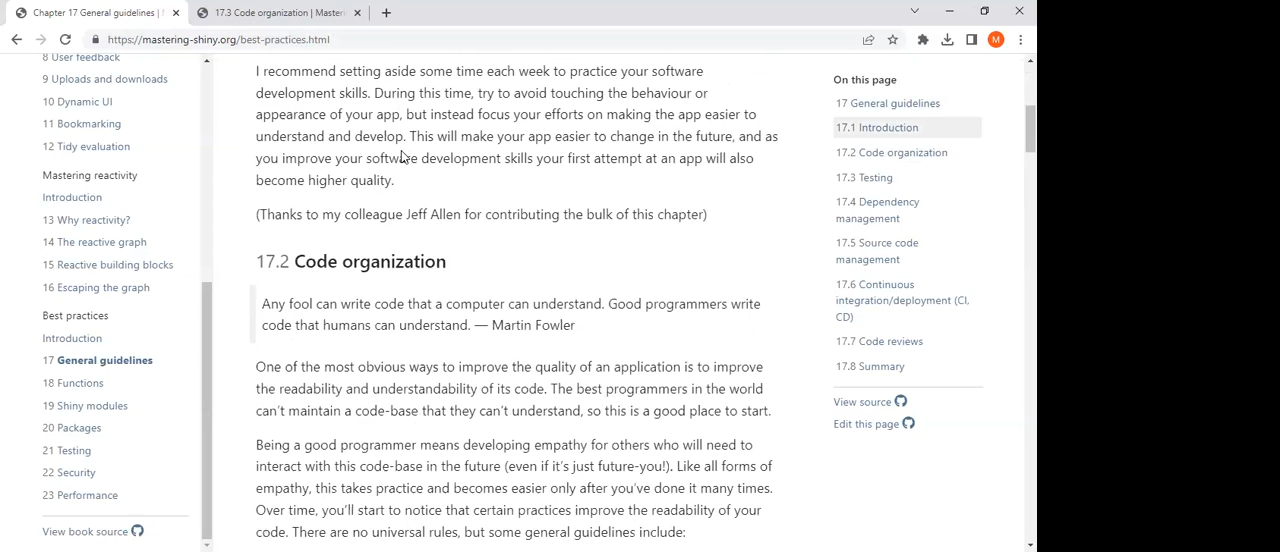 Chapter 17 General guidelines |
17.3 Code organization | Masteri
https://mastering-shiny.org/best-practices.html
M
8 User feedback
9 Uploads and downloads
10 Dynamic UI
11 Bookmarking
12 Tidy evaluation
Mastering reactivity
Introduction
13 Why reactivity?
14 The reactive graph
15 Reactive building blocks
16 Escaping the graph
Best practices
Introduction
17 General guidelines
18 Functions
19 Shiny modules
20 Packages
21 Testing
22 Security
23 Performance
View book source
I recommend setting aside some time each week to practice your software
development skills. During this time, try to avoid touching the behaviour or
appearance of your app, but instead focus your efforts on making the app easier to
understand and develop. This will make your app easier to change in the future, and as
you improve your software development skills your first attempt at an app will also
become higher quality.
(Thanks to my colleague Jeff Allen for contributing the bulk of this chapter)
17.2 Code organization
Any fool can write code that a computer can understand. Good programmers write
code that humans can understand. — Martin Fowler
One of the most obvious ways to improve the quality of an application is to improve
the readability and understandability of its code. The best programmers in the world
can't maintain a code-base that they can't understand, so this is a good place to start.
Being a good programmer means developing empathy for others who will need to
interact with this code-base in the future (even if it's just future-you!). Like all forms of
empathy, this takes practice and becomes easier only after you've done it many times.
Over time, you'll start to notice that certain practices improve the readability of your
code. There are no universal rules, but some general guidelines include:
On this page
17 General guidelines
17.1 Introduction
17.2 Code organization
17.3 Testing
17.4 Dependency
management
17.5 Source code
management
17.6 Continuous
integration/deployment (CI,
CD)
17.7 Code reviews
17.8 Summary
View source
Edit this page